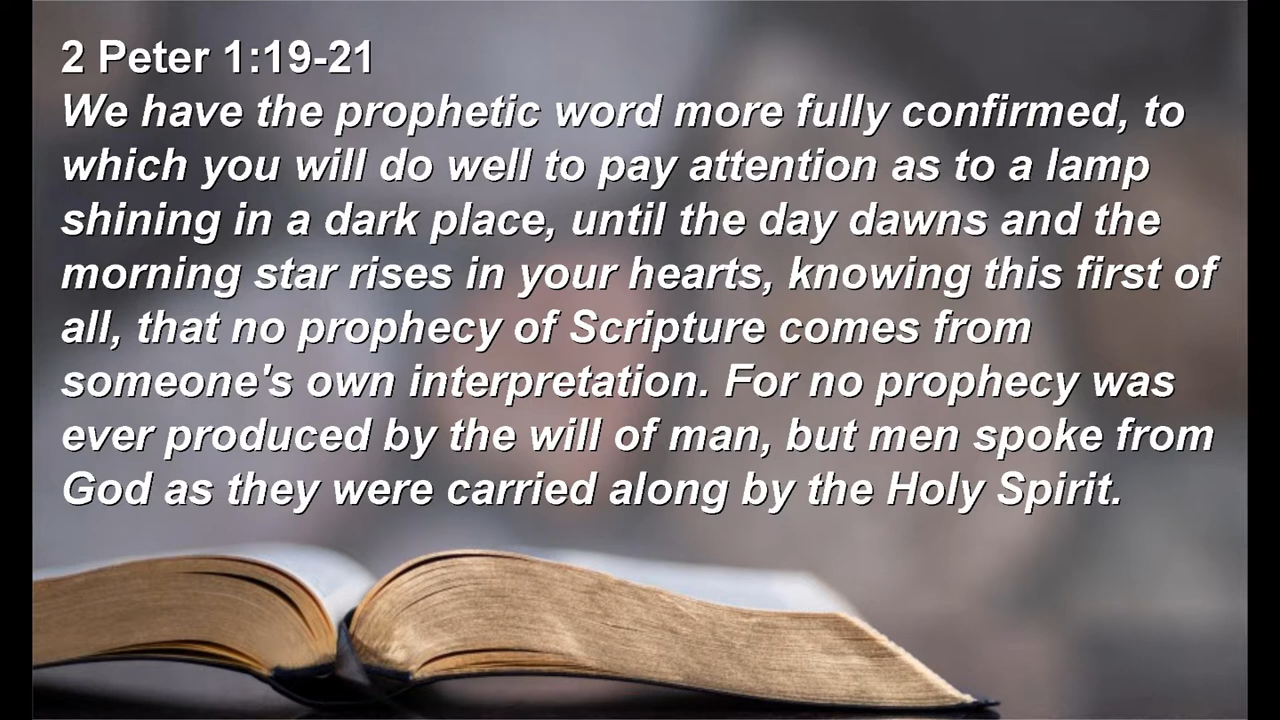 2 Peter 1:19-21
We have the prophetic word more fully confirmed, to
which you will do well to pay attention as to a lamp
shining in a dark place, until the day dawns and the
morning star rises in your hearts, knowing this first of
all, that no prophecy of Scripture comes from
someone's own interpretation. For no prophecy was
ever produced by the will of man, but men spoke from
God as they were carried along by the Holy Spirit.